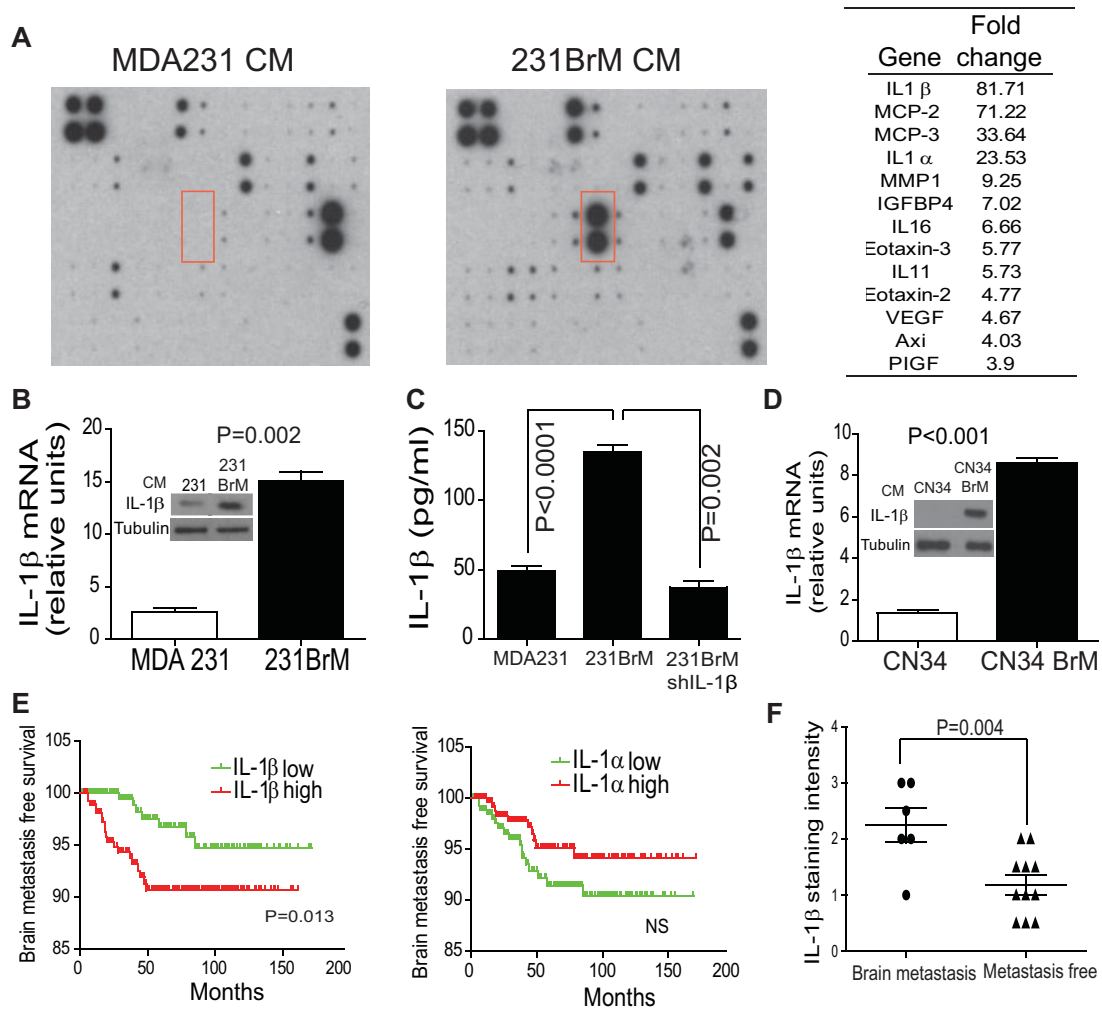 A
MDA231 CM
231BrM CM
Gene Fold change
IL1 β 81.71
MCP-2 71.22
MCP-3 33.64
IL1 α 23.53
MMP1 9.25
IGFBP4 7.02
IL16 6.66
Eotaxin-3 5.77
IL11 5.73
Eotaxin-2 4.77
VEGF 4.67
Axi 4.03
PIGF 3.9
B
IL-1β mRNA
(relative units)
20
15
10
5
0
P=0.002
CM 231 231 BrM
IL-1β
Tubulin
MDA 231 231BrM
C
IL-1β (pg/ml)
150
100
50
0
P<0.0001
P=0.002
MDA231 231BrM 231BrM
shIL-1β
D
IL-1β mRNA
(relative units)
10
8
6
4
2
0
P<0.001
CM CN34 CN34 BrM
IL-1β
Tubulin
CN34 CN34 BrM
E
Brain metastasis free survival
105
100
95
90
85
IL-1β low
IL-1β high
P=0.013
0 50 100 150 200
Months
Brain metastasis free survival
105
100
95
90
85
IL-1α low
IL-1α high
NS
0 50 100 150 200
Months
F
IL-1β staining intensity
4
3
2
1
0
P=0.004
Brain metastasis Metastasis free